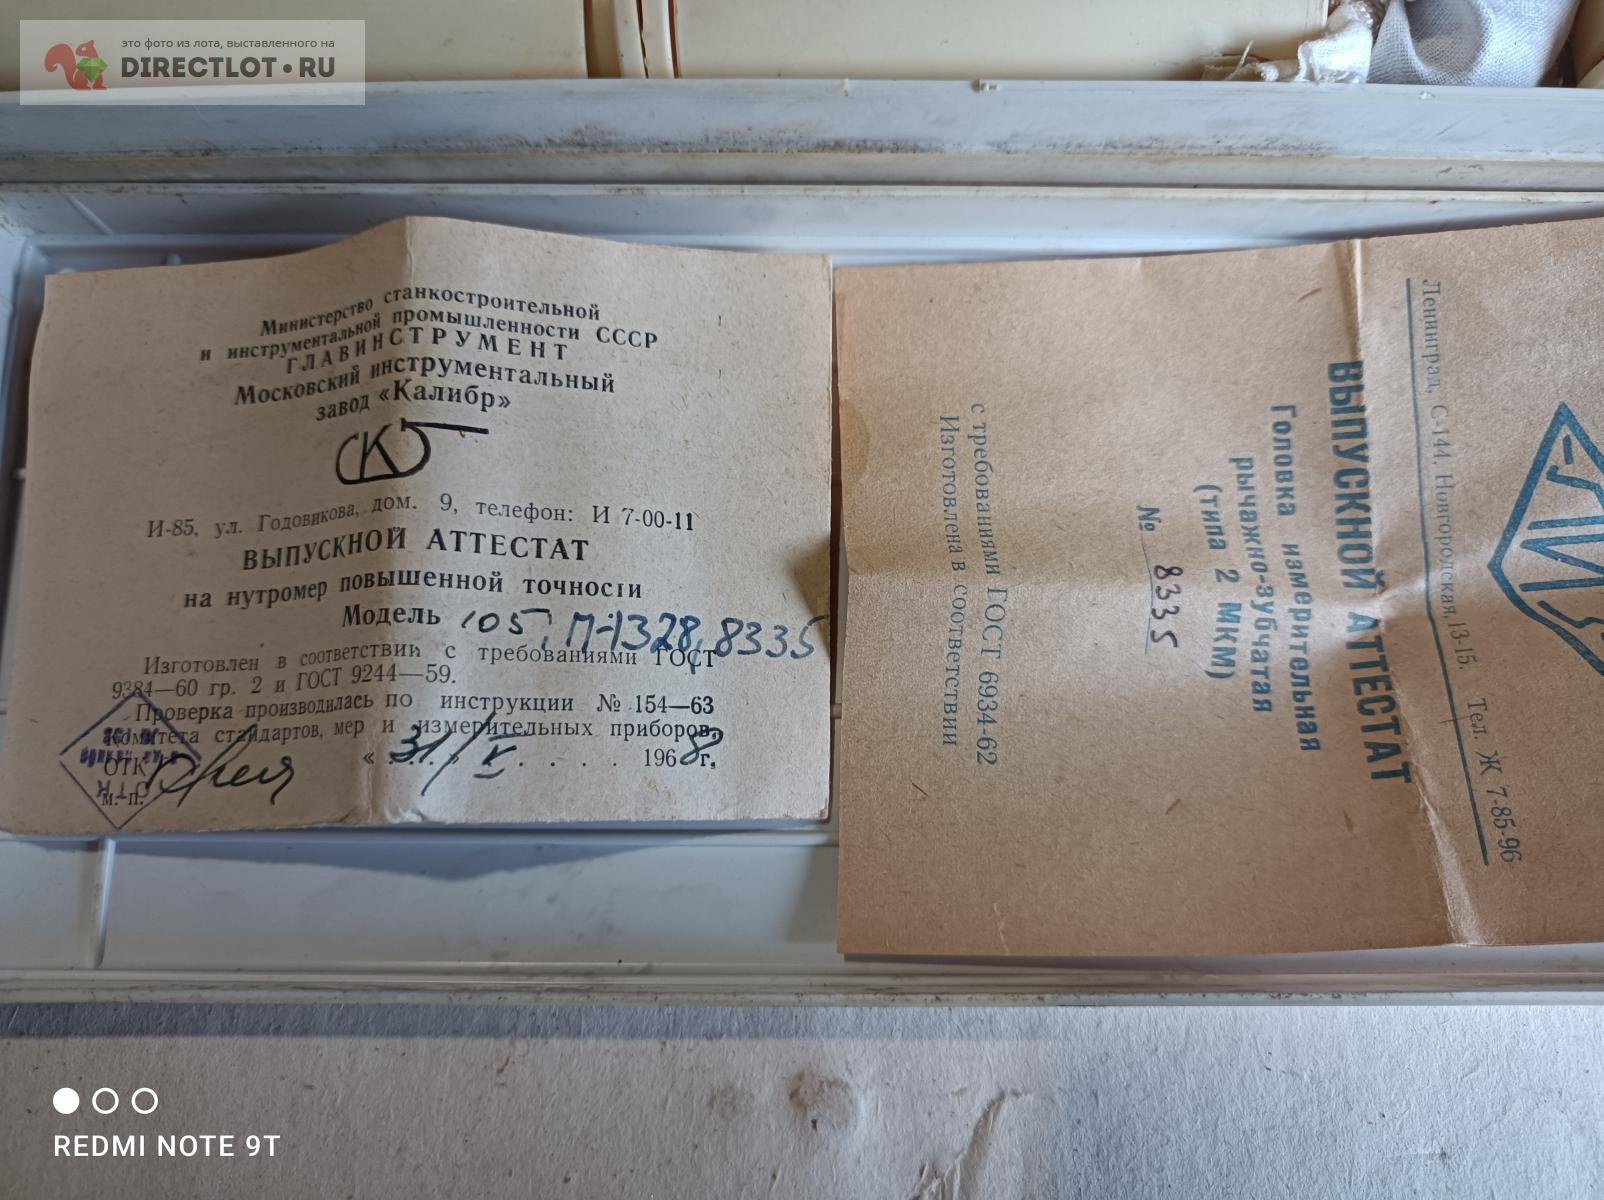 это фото из лота, выставленного на
DIRECTLOT•RU
Министерство станкостроительной
и инструментальной промышленности СССР
ГЛАВИНСТРУМЕНТ
Московский инструментальный
завод «Калибр»
И-85, ул. Годовикова, дом. 9, телефон: И 7-00-11
ВЫПУСКНОЙ АТТЕСТАТ
на нутромер повышенной точности
Модель 105, П-1328, 8335
Изготовлен в соответствии с требованиями ГОСТ
9384—60 гр. 2 и ГОСТ 9244—59.
Проверка производилась по инструкции № 154—63
Комитета стандартов, мер и измерительных приборов.
ОТК « 31 » V . . . . 1968 г.
м. п.
Ленинград, С-144, Новгородская, 13-15. Тел. Ж 7-85-96
ВЫПУСКНОЙ АТТЕСТАТ
Головка измерительная
рычажно-зубчатая
(типа 2 МКМ)
№ 8335
Изготовлена в соответствии
с требованиями ГОСТ 6934-62
REDMI NOTE 9T